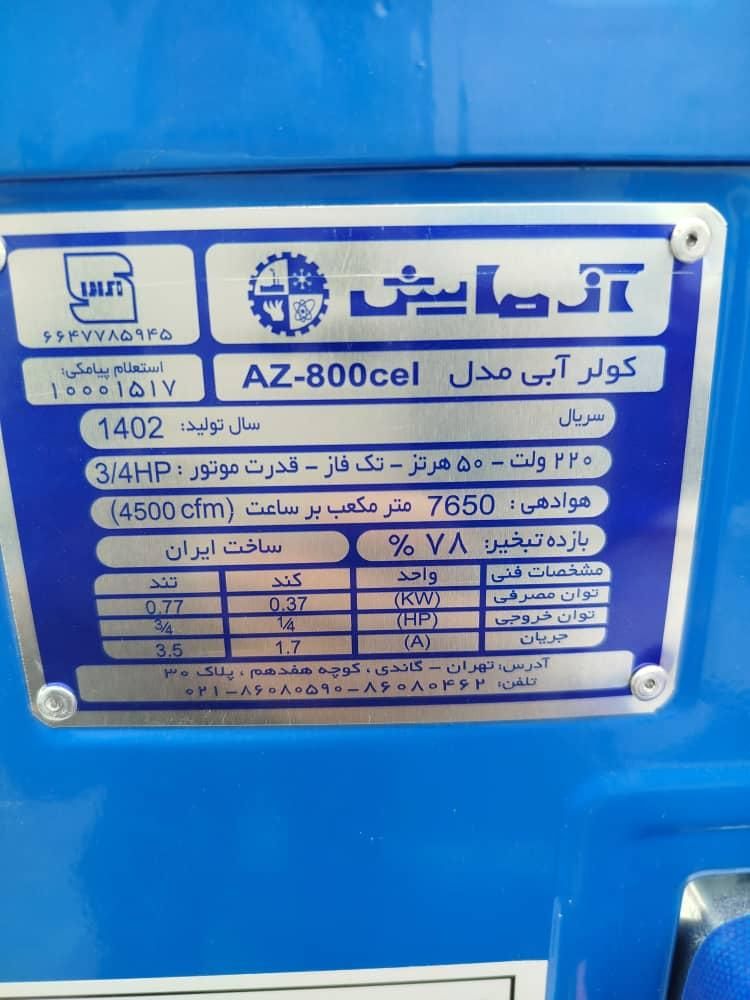 آزمایش
۶۶۴۷۷۸۵۹۴۵
کولر آبی مدل AZ-800cel
استعلام پیامکی:
۱۰۰۰۱۵۱۷
سریال
سال تولید: 1402
۲۲۰ ولت - ۵۰ هرتز - تک فاز - قدرت موتور : 3/4HP
هوادهی : 7650 متر مکعب بر ساعت (4500 cfm)
بازده تبخیر: ۷۸ %
ساخت ایران
مشخصات فنی واحد کند تند
توان مصرفی (KW) 0.37 0.77
توان خروجی (HP) 1/4 3/4
جریان (A) 1.7 3.5
آدرس: تهران - گاندی ، کوچه هفدهم ، پلاک ۳۰
تلفن: ۰۲۱-۸۶۰۸۰۵۹۰-۸۶۰۸۰۴۶۲